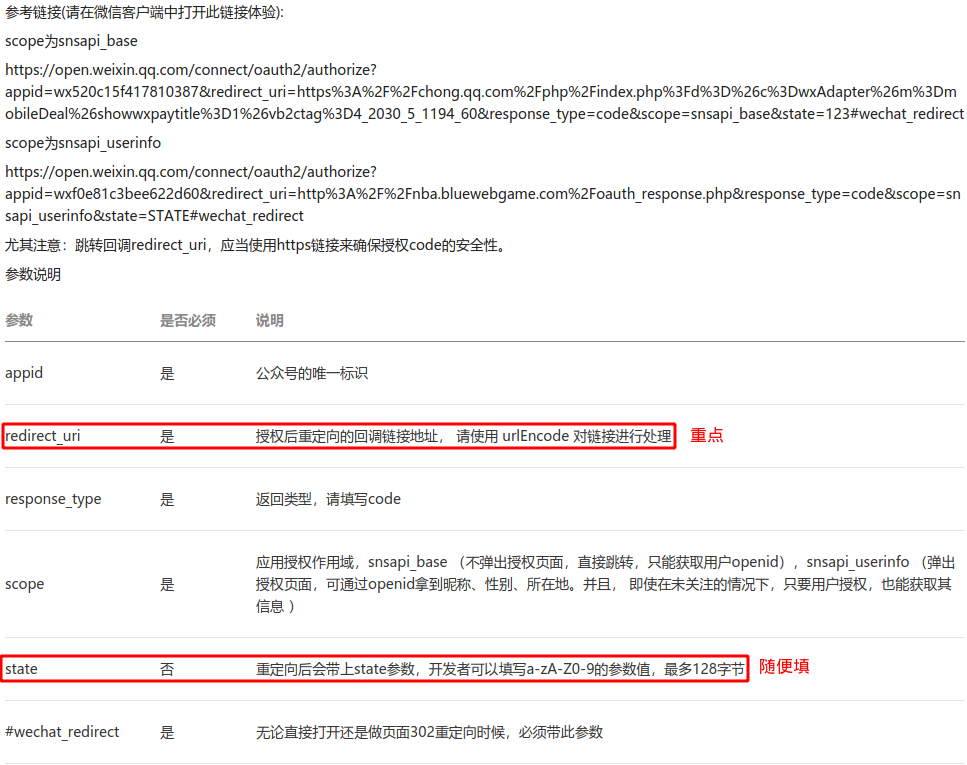 参考链接(请在微信客户端中打开此链接体验):
scope为snsapi_base
https://open.weixin.qq.com/connect/oauth2/authorize?
appid=wx520c15f417810387&redirect_uri=https%3A%2F%2Fchong.qq.com%2Fphp%2Findex.php%3Fd%3D%26c%3DwxAdapter%26m%3Dm
obileDeal%26showwxpaytitle%3D1%26vb2ctag%3D4_2030_5_1194_60&response_type=code&scope=snsapi_base&state=123#wechat_redirect
scope为snsapi_userinfo
https://open.weixin.qq.com/connect/oauth2/authorize?
appid=wxf0e81c3bee622d60&redirect_uri=http%3A%2F%2Fnba.bluewebgame.com%2Foauth_response.php&response_type=code&scope=sn
sapi_userinfo&state=STATE#wechat_redirect
尤其注意：跳转回调redirect_uri，应当使用https链接来确保授权code的安全性。
参数说明
参数 是否必须 说明
appid 是 公众号的唯一标识
redirect_uri 是 授权后重定向的回调链接地址， 请使用 urlEncode 对链接进行处理 重点
response_type 是 返回类型，请填写code
应用授权作用域，snsapi_base （不弹出授权页面，直接跳转，只能获取用户openid），snsapi_userinfo （弹出
scope 是 授权页面，可通过openid拿到昵称、性别、所在地。并且， 即使在未关注的情况下，只要用户授权，也能获取其
信息 ）
state 否 重定向后会带上state参数，开发者可以填写a-zA-Z0-9的参数值，最多128字节 随便填
#wechat_redirect 是 无论直接打开还是做页面302重定向时候，必须带此参数